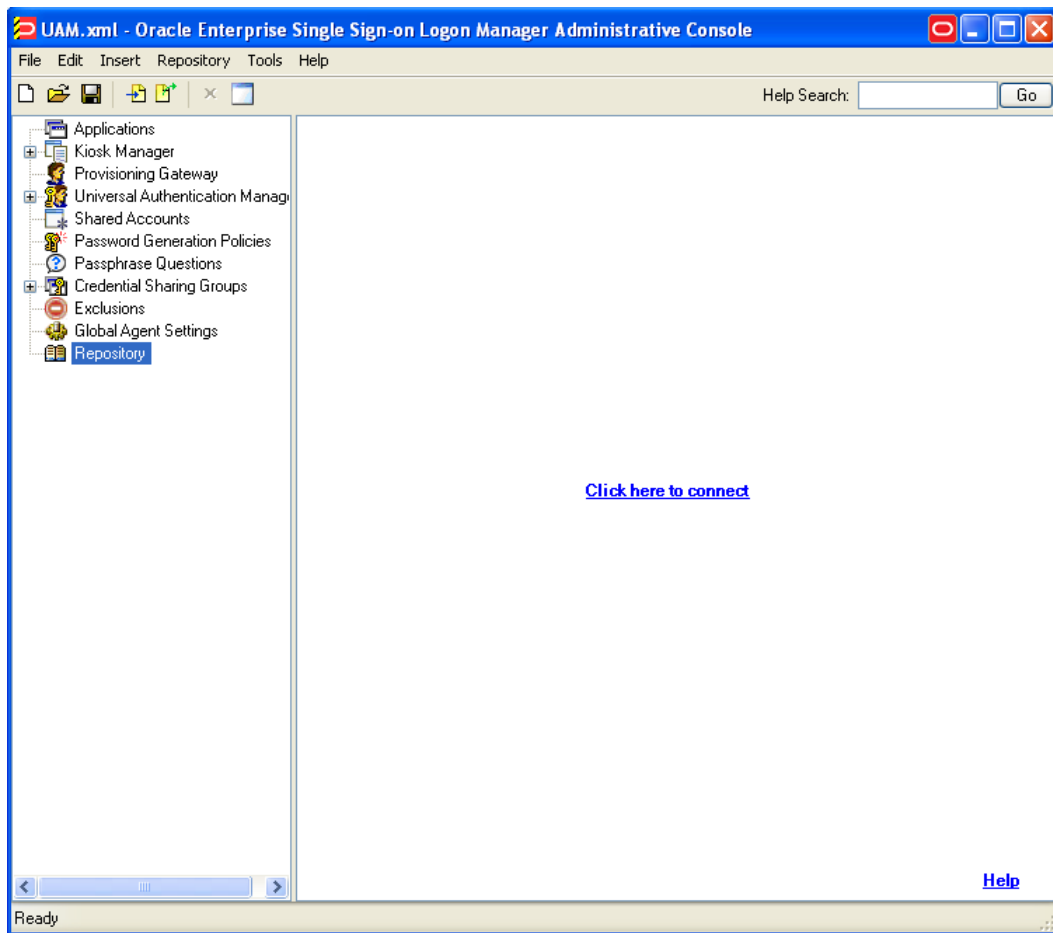 UAM.xml - Oracle Enterprise Single Sign-on Logon Manager Administrative Console
File Edit Insert Repository Tools Help
Help Search: Go
Applications
Kiosk Manager
Provisioning Gateway
Universal Authentication Manag
Shared Accounts
Password Generation Policies
Passphrase Questions
Credential Sharing Groups
Exclusions
Global Agent Settings
Repository
Click here to connect
Help
Ready